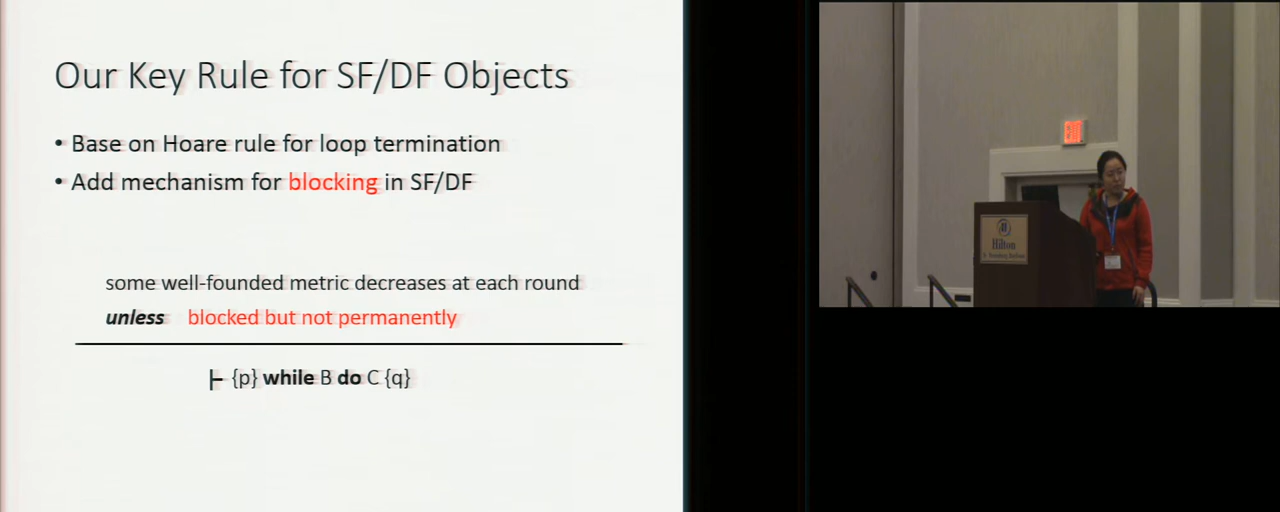 Our Key Rule for SF/DF Objects
• Base on Hoare rule for loop termination
• Add mechanism for blocking in SF/DF
some well-founded metric decreases at each round
unless blocked but not permanently
⊢ {p} while B do C {q}
Hilton